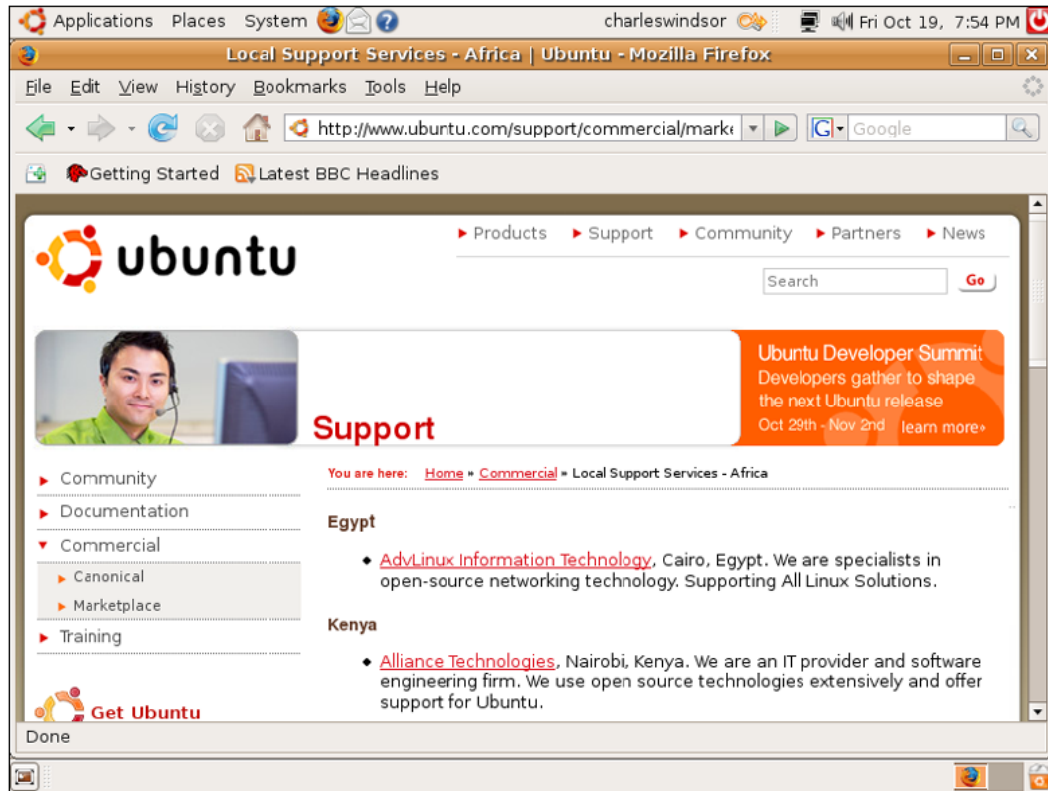 Applications Places System charleswindsor Fri Oct 19, 7:54 PM
Local Support Services - Africa | Ubuntu - Mozilla Firefox
File Edit View History Bookmarks Tools Help
http://www.ubuntu.com/support/commercial/marke Google
Getting Started Latest BBC Headlines
ubuntu
Products Support Community Partners News
Search Go
Support
Ubuntu Developer Summit
Developers gather to shape
the next Ubuntu release
Oct 29th - Nov 2nd learn more»
Community
Documentation
Commercial
Canonical
Marketplace
Training
Get Ubuntu
You are here: Home » Commercial » Local Support Services - Africa
Egypt
AdvLinux Information Technology, Cairo, Egypt. We are specialists in
open-source networking technology. Supporting All Linux Solutions.
Kenya
Alliance Technologies, Nairobi, Kenya. We are an IT provider and software
engineering firm. We use open source technologies extensively and offer
support for Ubuntu.
Done